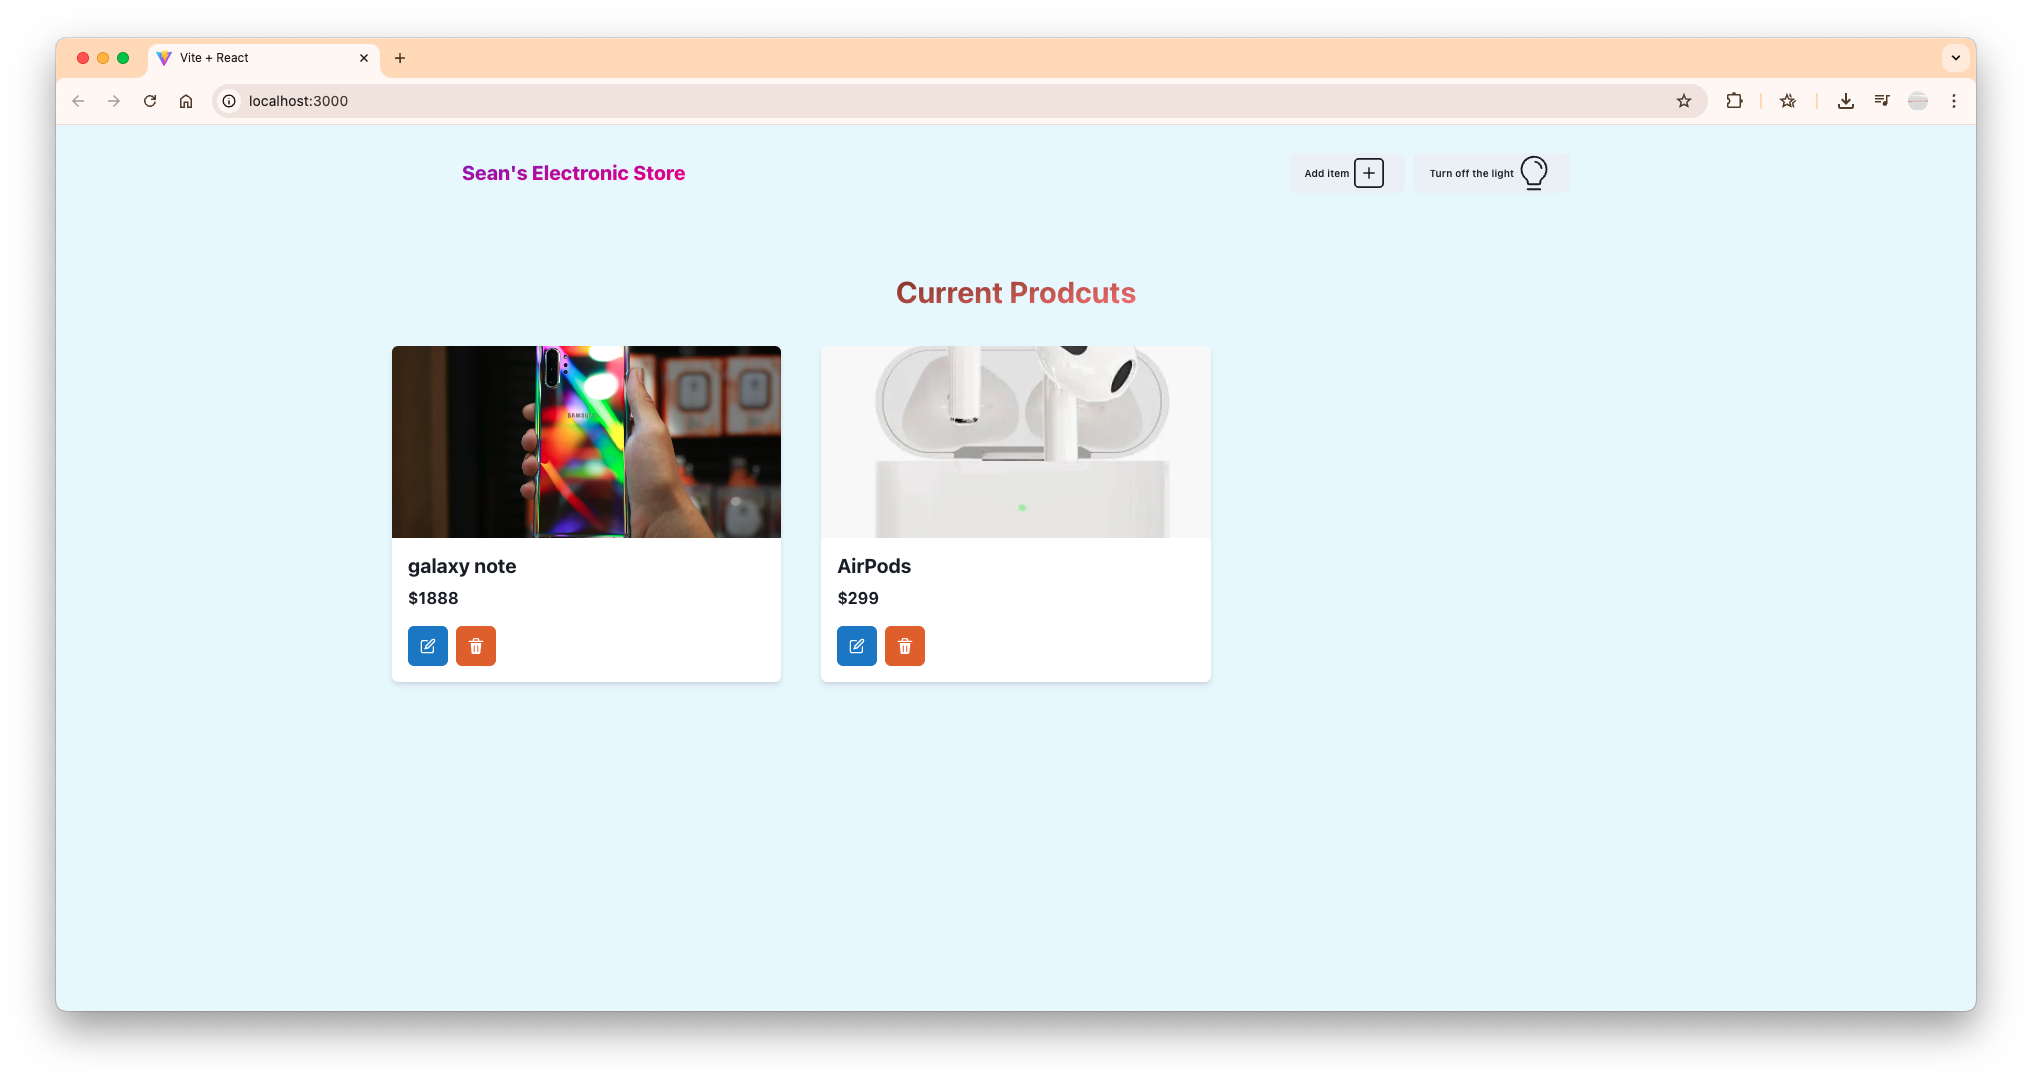 Vite + React
localhost:3000
Sean's Electronic Store
Add item
Turn off the light
Current Prodcuts
SAMSUNG
galaxy note
$1888
AirPods
$299